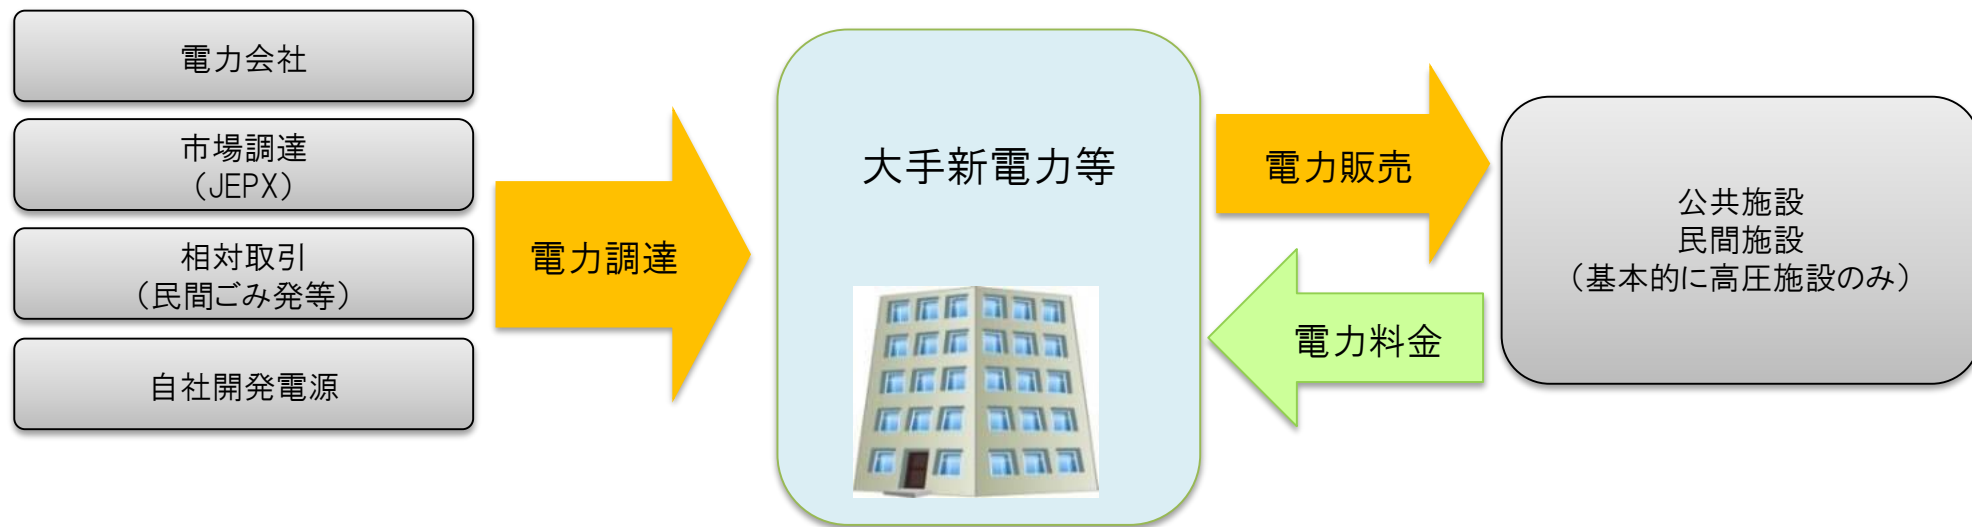 電力会社
市場調達
(JEPX)
相対取引
(民間ごみ発等)
自社開発電源
電力調達
大手新電力等
電力販売
電力料金
公共施設
民間施設
(基本的に高圧施設のみ)